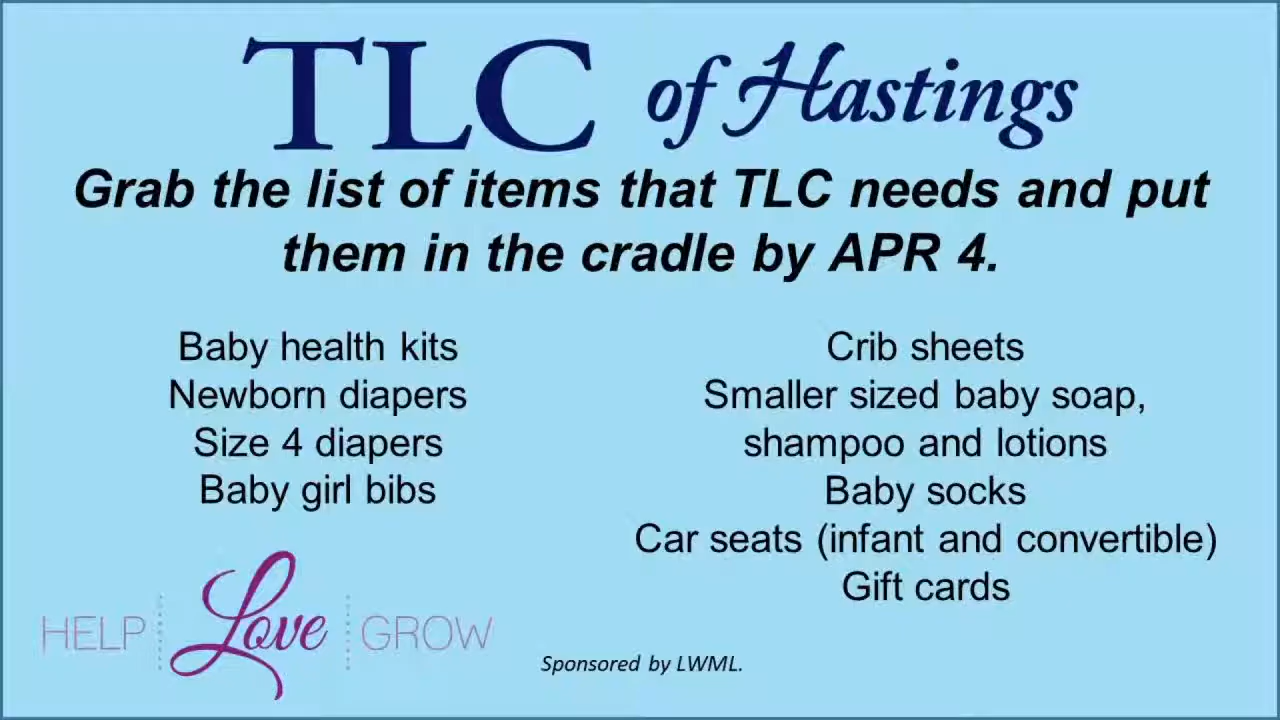 TLC of Hastings
Grab the list of items that TLC needs and put
them in the cradle by APR 4.
Baby health kits
Newborn diapers
Size 4 diapers
Baby girl bibs
Crib sheets
Smaller sized baby soap,
shampoo and lotions
Baby socks
Car seats (infant and convertible)
Gift cards
HELP Love GROW
Sponsored by LWML.